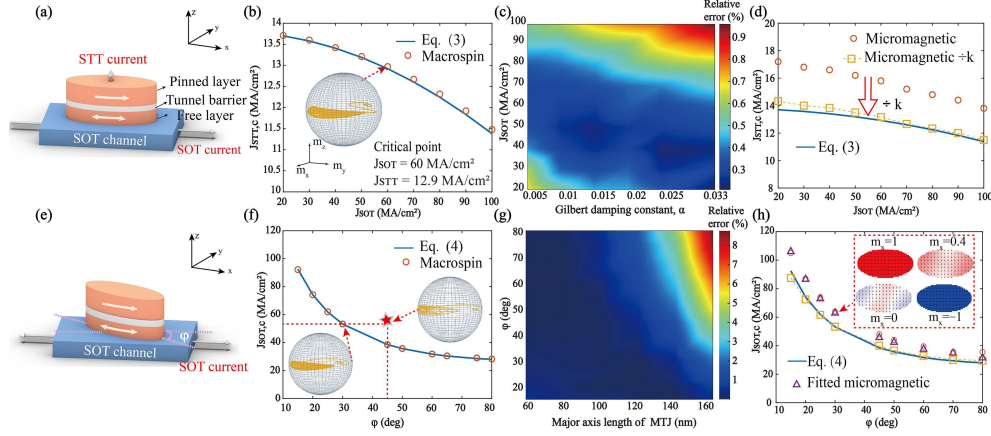 (a)
z
y
x
STT current
Pinned layer
Tunnel barrier
Free layer
SOT channel
SOT current
(b)
14
13.5
13
12.5
12
11.5
11
J_STT,c (MA/cm²)
Eq. (3)
Macrospin
m_z
m_x
m_y
Critical point
J_SOT = 60 MA/cm²
J_STT = 12.9 MA/cm²
20 30 40 50 60 70 80 90 100
J_SOT (MA/cm²)
(c)
Relative
error (%)
100
90
80
70
60
50
40
30
20
J_SOT (MA/cm²)
0.005 0.01 0.015 0.02 0.025 0.033
Gilbert damping constant, α
0.9
0.8
0.7
0.6
0.5
0.4
0.3
0.2
0.1
(d)
20
18
16
14
12
10
8
J_STT,c (MA/cm²)
Micromagnetic
Micromagnetic ÷k
÷ k
Eq. (3)
20 30 40 50 60 70 80 90 100
J_SOT (MA/cm²)
(e)
z
y
x
φ
SOT channel
SOT current
(f)
120
100
80
60
40
20
0
J_SOT,c (MA/cm²)
Eq. (4)
Macrospin
10 20 30 40 50 60 70 80
φ (deg)
(g)
Relative
error (%)
80
70
60
50
40
30
20
φ (deg)
60 80 100 120 140 160
Major axis length of MTJ (nm)
8
7
6
5
4
3
2
1
(h)
120
100
80
60
40
20
0
J_SOT,c (MA/cm²)
m_x=1
m_x=0.4
m_x=0
m_x=−1
Eq. (4)
Fitted micromagnetic
10 20 30 40 50 60 70 80
φ (deg)